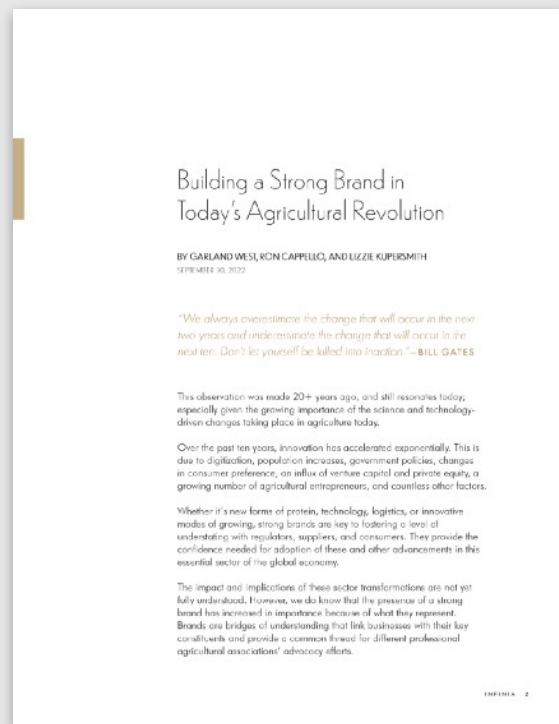 Building a Strong Brand in
Today's Agricultural Revolution
BY GARLAND WEST, RON CAPPELLO, AND LIZZIE KUPERSMITH
SEPTEMBER 30, 2022
"We always overestimate the change that will occur in the next
two years and underestimate the change that will occur in the
next ten. Don't let yourself be lulled into inaction."—BILL GATES
This observation was made 20+ years ago, and still resonates today;
especially given the growing importance of the science and technology-
driven changes taking place in agriculture today.
Over the past ten years, innovation has accelerated exponentially. This is
due to digitization, population increases, government policies, changes
in consumer preference, an influx of venture capital and private equity, a
growing number of agricultural entrepreneurs, and countless other factors.
Whether it's new forms of protein, technology, logistics, or innovative
modes of growing, strong brands are key to fostering a level of
understating with regulators, suppliers, and consumers. They provide the
confidence needed for adoption of these and other advancements in this
essential sector of the global economy.
The impact and implications of these sector transformations are not yet
fully understood. However, we do know that the presence of a strong
brand has increased in importance because of what they represent.
Brands are bridges of understanding that link businesses with their key
constituents and provide a common thread for different professional
agricultural associations' advocacy efforts.
INFINIA 2